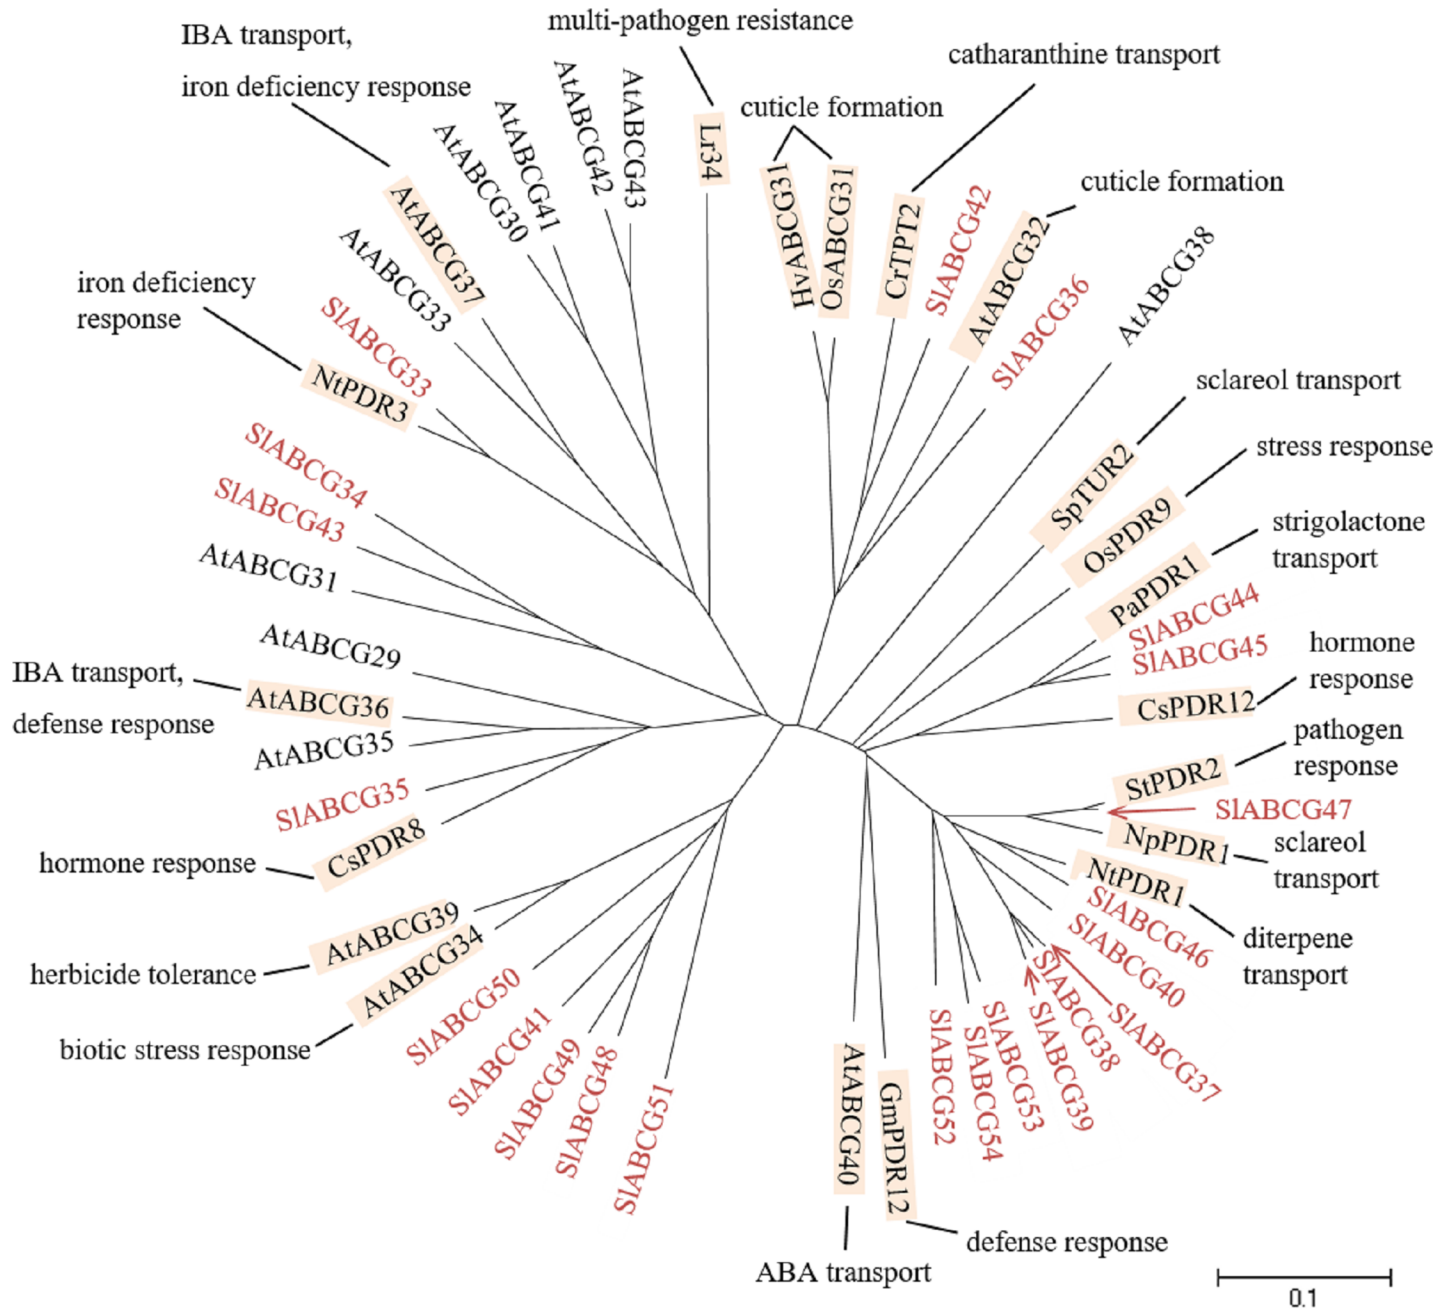 IBA transport,
iron deficiency response
multi-pathogen resistance
catharanthine transport
cuticle formation
cuticle formation
iron deficiency
response
sclareol transport
stress response
strigolactone
transport
hormone
response
pathogen
response
sclareol
transport
diterpene
transport
defense response
ABA transport
biotic stress response
herbicide tolerance
hormone response
IBA transport,
defense response
NtPDR3
SlABCG33
AtABCG33
AtABCG37
AtABCG30
AtABCG41
AtABCG42
AtABCG43
Lr34
HvABCG31
OsABCG31
CrTPT2
SlABCG42
AtABCG32
SlABCG36
AtABCG38
SpTUR2
OsPDR9
PaPDR1
SlABCG44
SlABCG45
CsPDR12
StPDR2
SlABCG47
NpPDR1
NtPDR1
SlABCG46
SlABCG40
SlABCG37
SlABCG38
SlABCG39
SlABCG53
SlABCG54
SlABCG52
GmPDR12
AtABCG40
SlABCG51
SlABCG48
SlABCG49
SlABCG41
SlABCG50
AtABCG34
AtABCG39
CsPDR8
SlABCG35
AtABCG35
AtABCG36
AtABCG29
AtABCG31
SlABCG43
SlABCG34
0.1